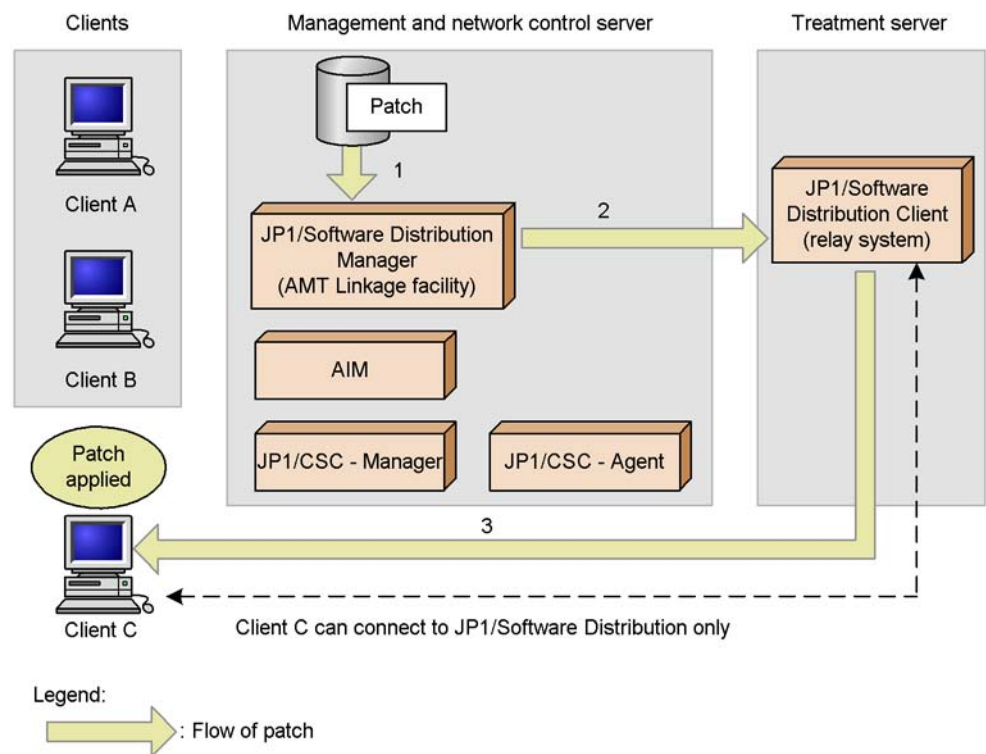 Clients
Management and network control server
Treatment server
Patch
1
Client A
JP1/Software Distribution
Manager
(AMT Linkage facility)
2
JP1/Software
Distribution Client
(relay system)
Client B
AIM
JP1/CSC - Manager
JP1/CSC - Agent
Patch
applied
3
Client C
Client C can connect to JP1/Software Distribution only
Legend:
: Flow of patch